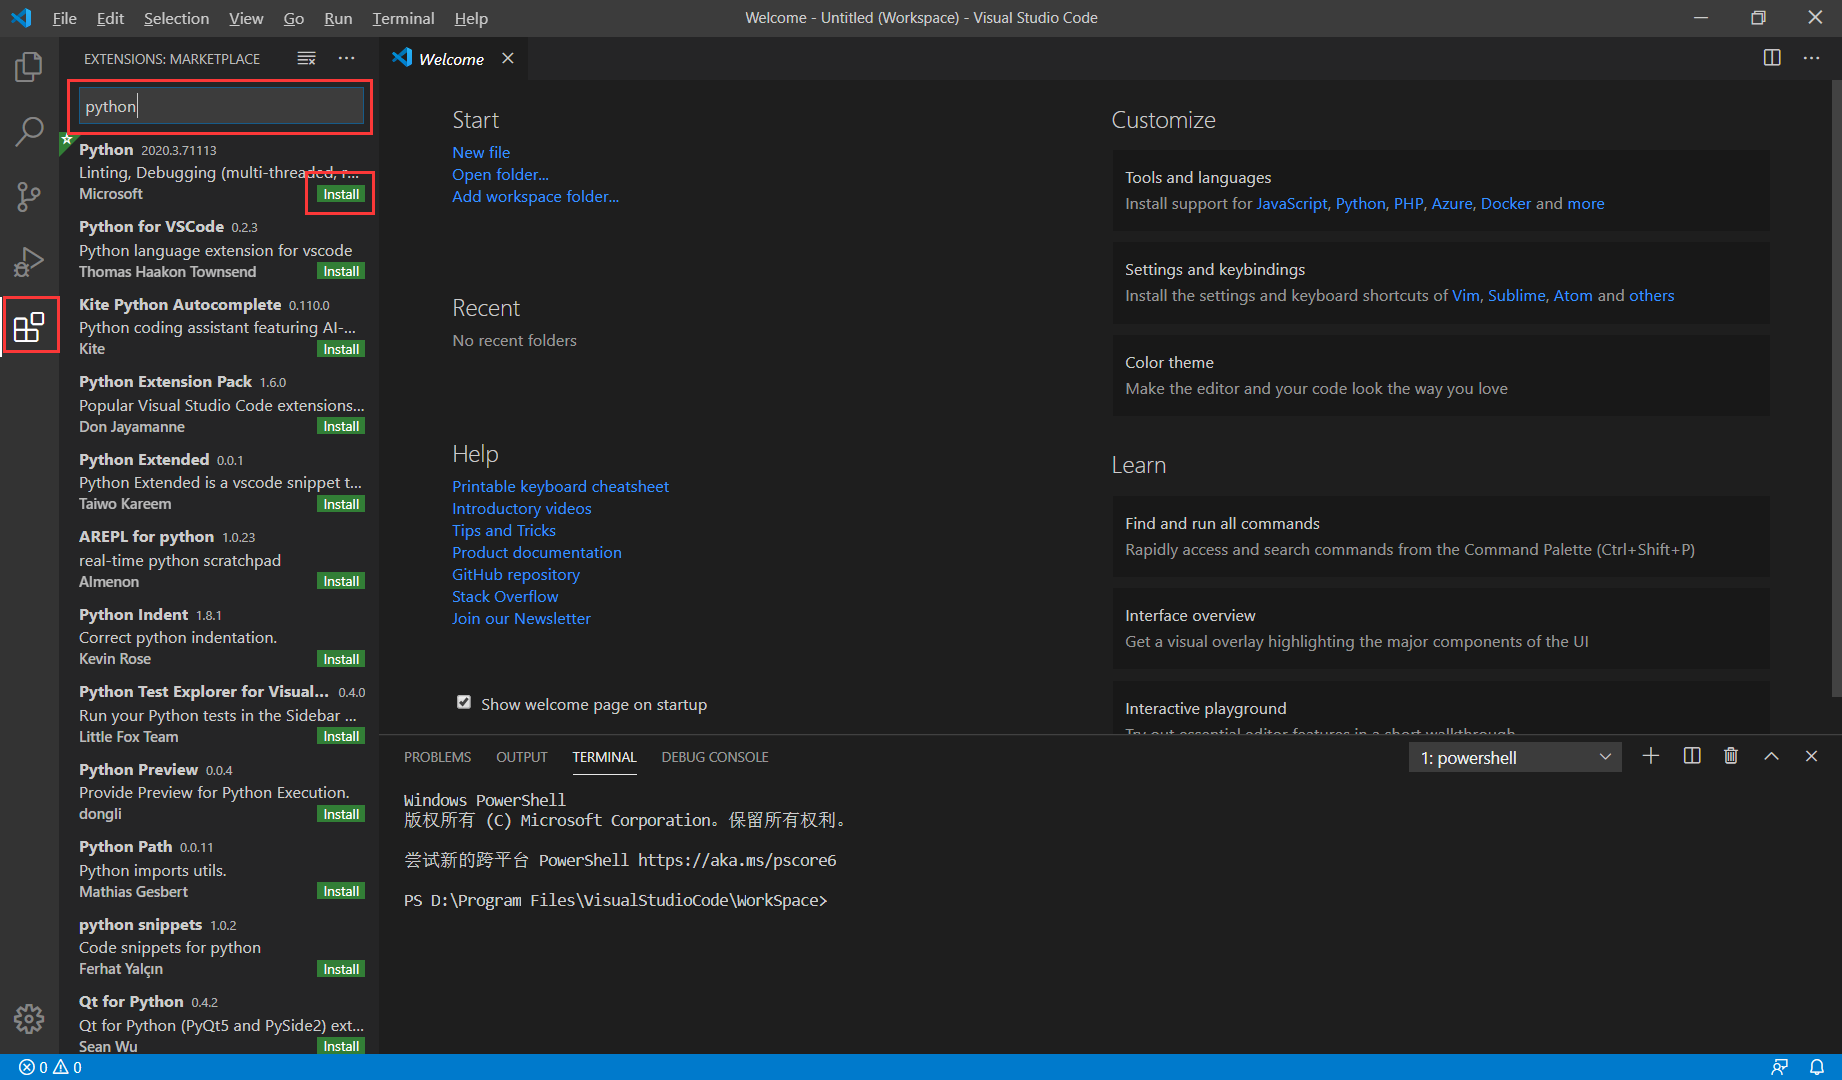 File Edit Selection View Go Run Terminal Help
Welcome - Untitled (Workspace) - Visual Studio Code
EXTENSIONS: MARKETPLACE
python
Python 2020.3.71113
Linting, Debugging (multi-threaded, r...
Microsoft Install
Python for VSCode 0.2.3
Python language extension for vscode
Thomas Haakon Townsend Install
Kite Python Autocomplete 0.110.0
Python coding assistant featuring AI-...
Kite Install
Python Extension Pack 1.6.0
Popular Visual Studio Code extensions...
Don Jayamanne Install
Python Extended 0.0.1
Python Extended is a vscode snippet t...
Taiwo Kareem Install
AREPL for python 1.0.23
real-time python scratchpad
Almenon Install
Python Indent 1.8.1
Correct python indentation.
Kevin Rose Install
Python Test Explorer for Visual... 0.4.0
Run your Python tests in the Sidebar ...
Little Fox Team Install
Python Preview 0.0.4
Provide Preview for Python Execution.
dongli Install
Python Path 0.0.11
Python imports utils.
Mathias Gesbert Install
python snippets 1.0.2
Code snippets for python
Ferhat Yalçın Install
Qt for Python 0.4.2
Qt for Python (PyQt5 and PySide2) ext...
Sean Wu Install
Welcome
Start
New file
Open folder...
Add workspace folder...
Recent
No recent folders
Help
Printable keyboard cheatsheet
Introductory videos
Tips and Tricks
Product documentation
GitHub repository
Stack Overflow
Join our Newsletter
Show welcome page on startup
Customize
Tools and languages
Install support for JavaScript, Python, PHP, Azure, Docker and more
Settings and keybindings
Install the settings and keyboard shortcuts of Vim, Sublime, Atom and others
Color theme
Make the editor and your code look the way you love
Learn
Find and run all commands
Rapidly access and search commands from the Command Palette (Ctrl+Shift+P)
Interface overview
Get a visual overlay highlighting the major components of the UI
Interactive playground
Try out essential editor features in a short walkthrough
PROBLEMS OUTPUT TERMINAL DEBUG CONSOLE
1: powershell
Windows PowerShell
版权所有 (C) Microsoft Corporation。保留所有权利。
尝试新的跨平台 PowerShell https://aka.ms/pscore6
PS D:\Program Files\VisualStudioCode\WorkSpace>
0 0